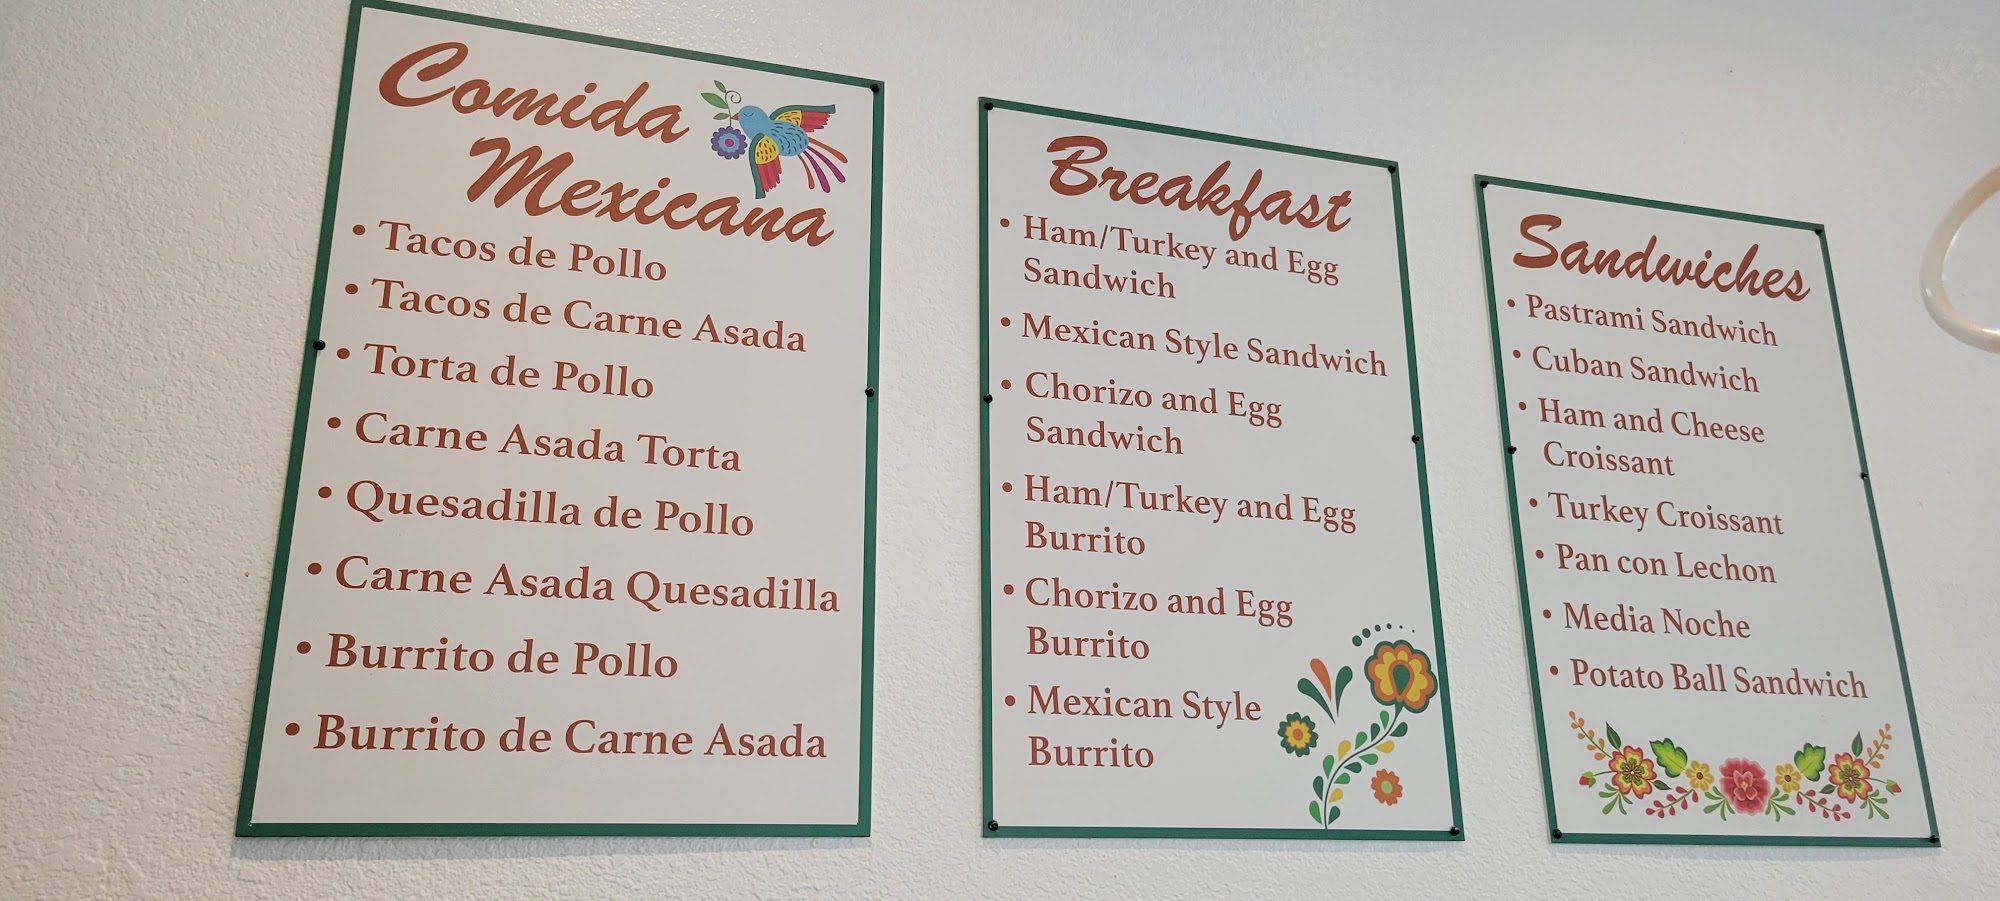 Comida
Mexicana
• Tacos de Pollo
• Tacos de Carne Asada
• Torta de Pollo
• Carne Asada Torta
• Quesadilla de Pollo
• Carne Asada Quesadilla
• Burrito de Pollo
• Burrito de Carne Asada
Breakfast
• Ham/Turkey and Egg
Sandwich
• Mexican Style Sandwich
• Chorizo and Egg
Sandwich
• Ham/Turkey and Egg
Burrito
• Chorizo and Egg
Burrito
• Mexican Style
Burrito
Sandwiches
• Pastrami Sandwich
• Cuban Sandwich
• Ham and Cheese
Croissant
• Turkey Croissant
• Pan con Lechon
• Media Noche
• Potato Ball Sandwich